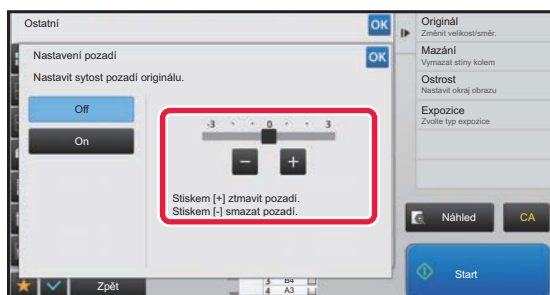 Ostatní
OK
Nastavení pozadí
OK
Nastavit sytost pozadí originálu.
Off
On
-3 0 3
- +
Stiskem [+] ztmavit pozadí.
Stiskem [-] smazat pozadí.
Zpět
3 B4
4 A3
Originál
Změnit velikost/směr.
Mazání
Vymazat stíny kolem
Ostrost
Nastavit okraj obrazu
Expozice
Zvolte typ expozice
Náhled
CA
Start